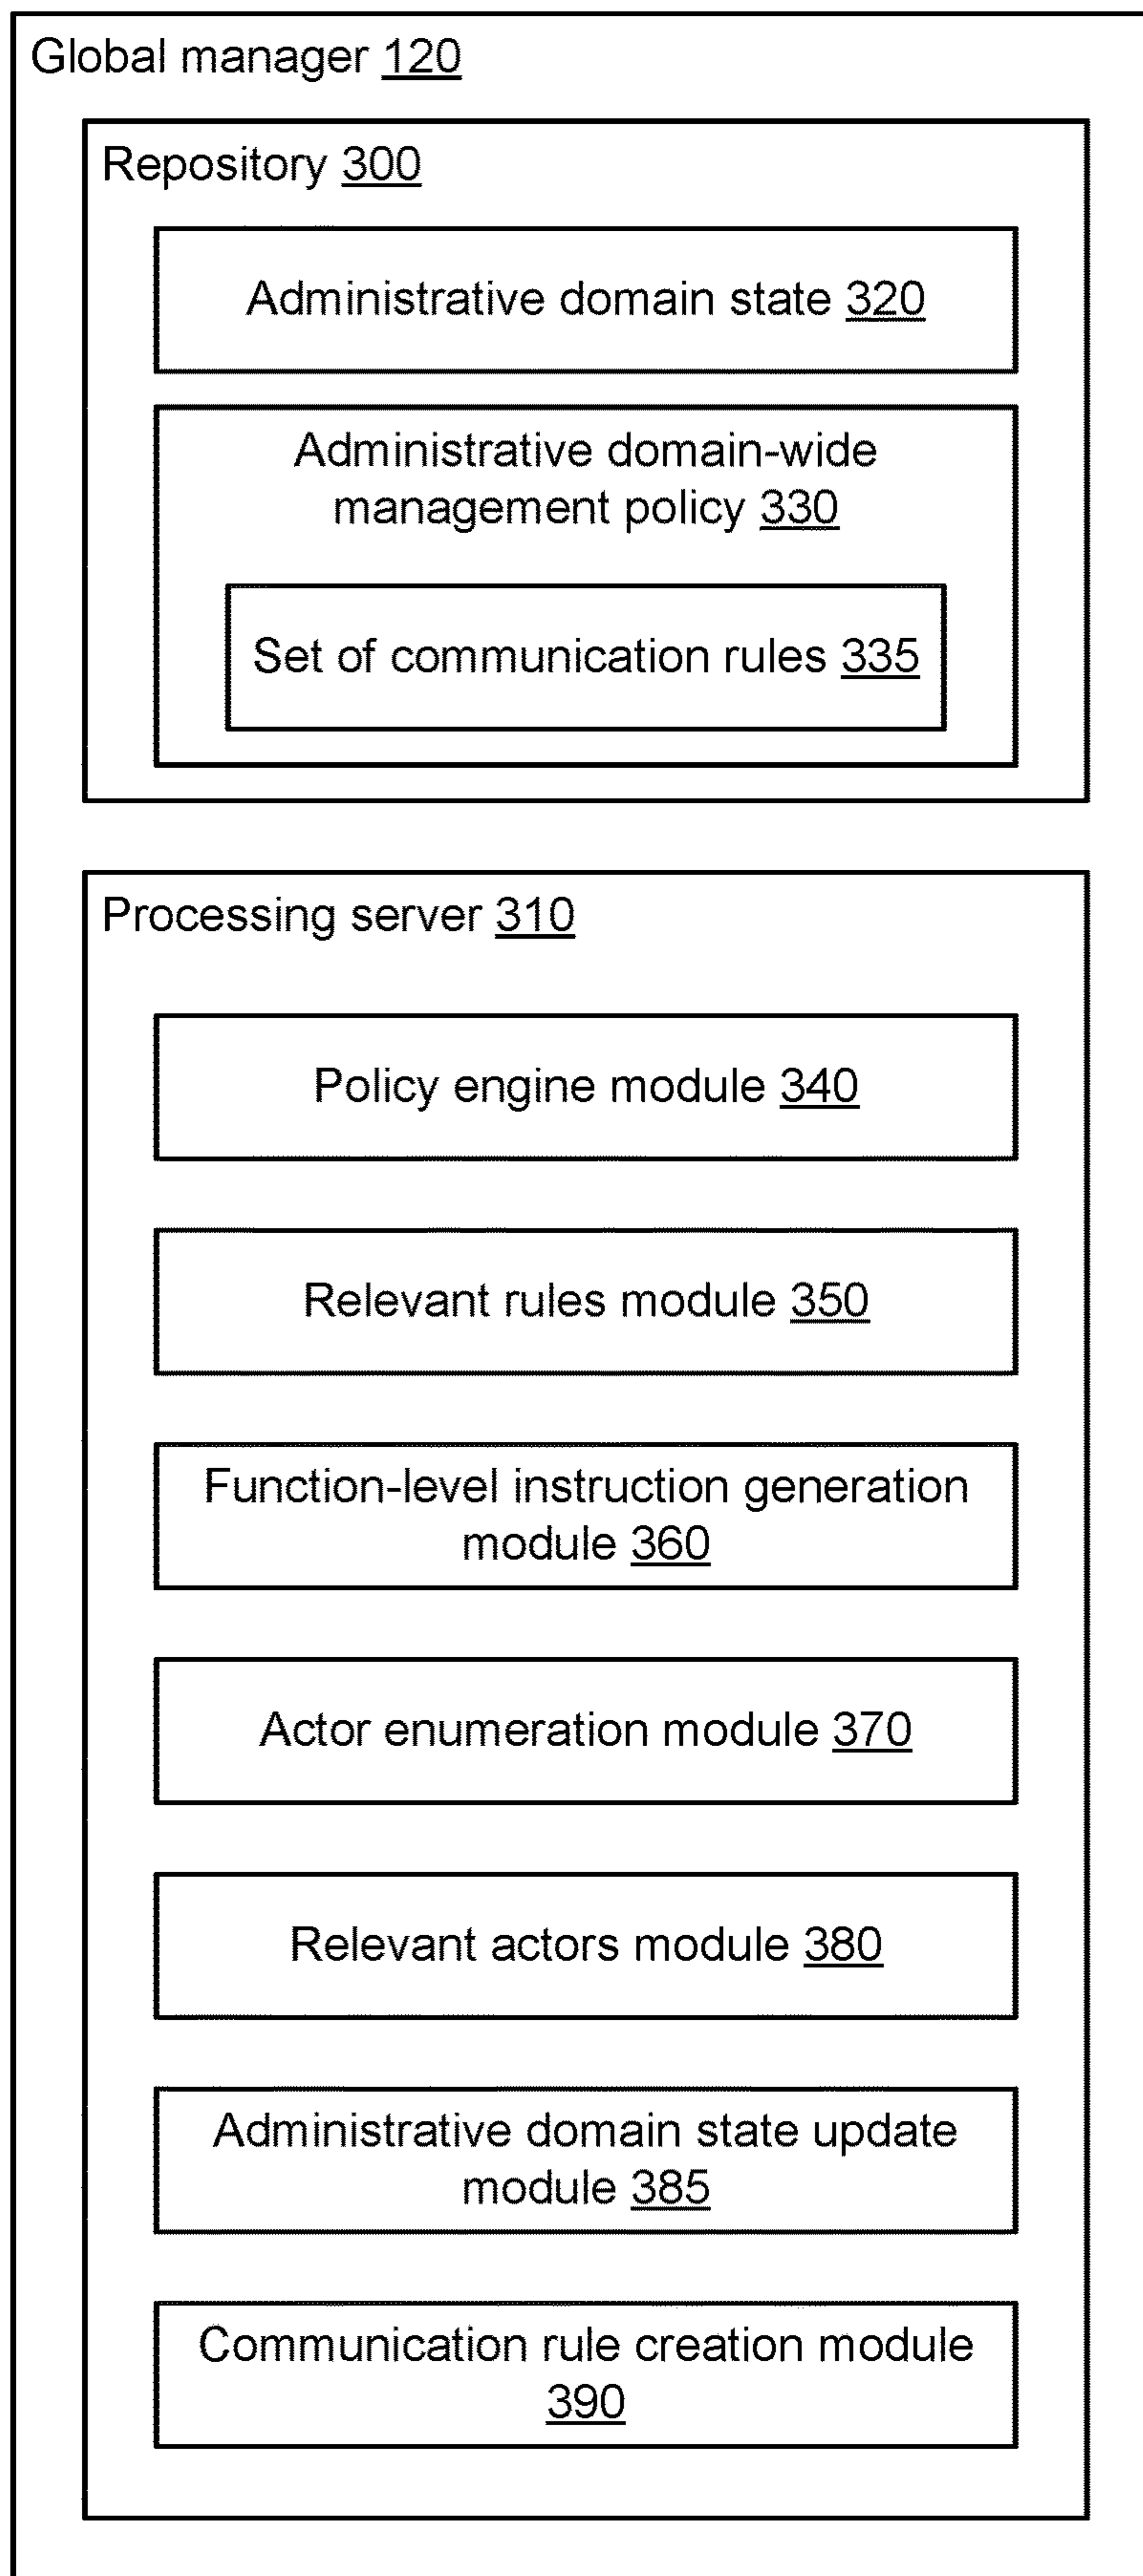 Global manager 120
Repository 300
Administrative domain state 320
Administrative domain-wide
management policy 330
Set of communication rules 335
Processing server 310
Policy engine module 340
Relevant rules module 350
Function-level instruction generation
module 360
Actor enumeration module 370
Relevant actors module 380
Administrative domain state update
module 385
Communication rule creation module
390